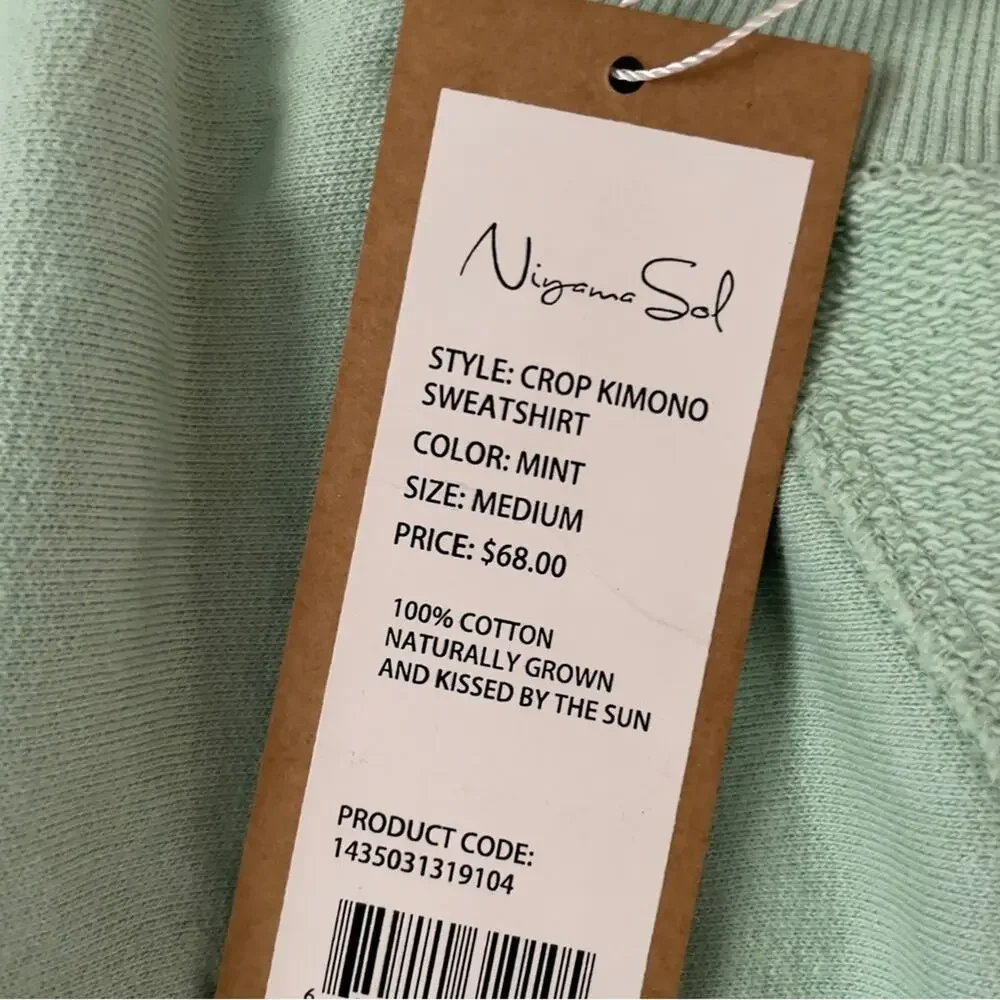 Niyama Sol
STYLE: CROP KIMONO
SWEATSHIRT
COLOR: MINT
SIZE: MEDIUM
PRICE: $68.00
100% COTTON
NATURALLY GROWN
AND KISSED BY THE SUN
PRODUCT CODE:
1435031319104
6